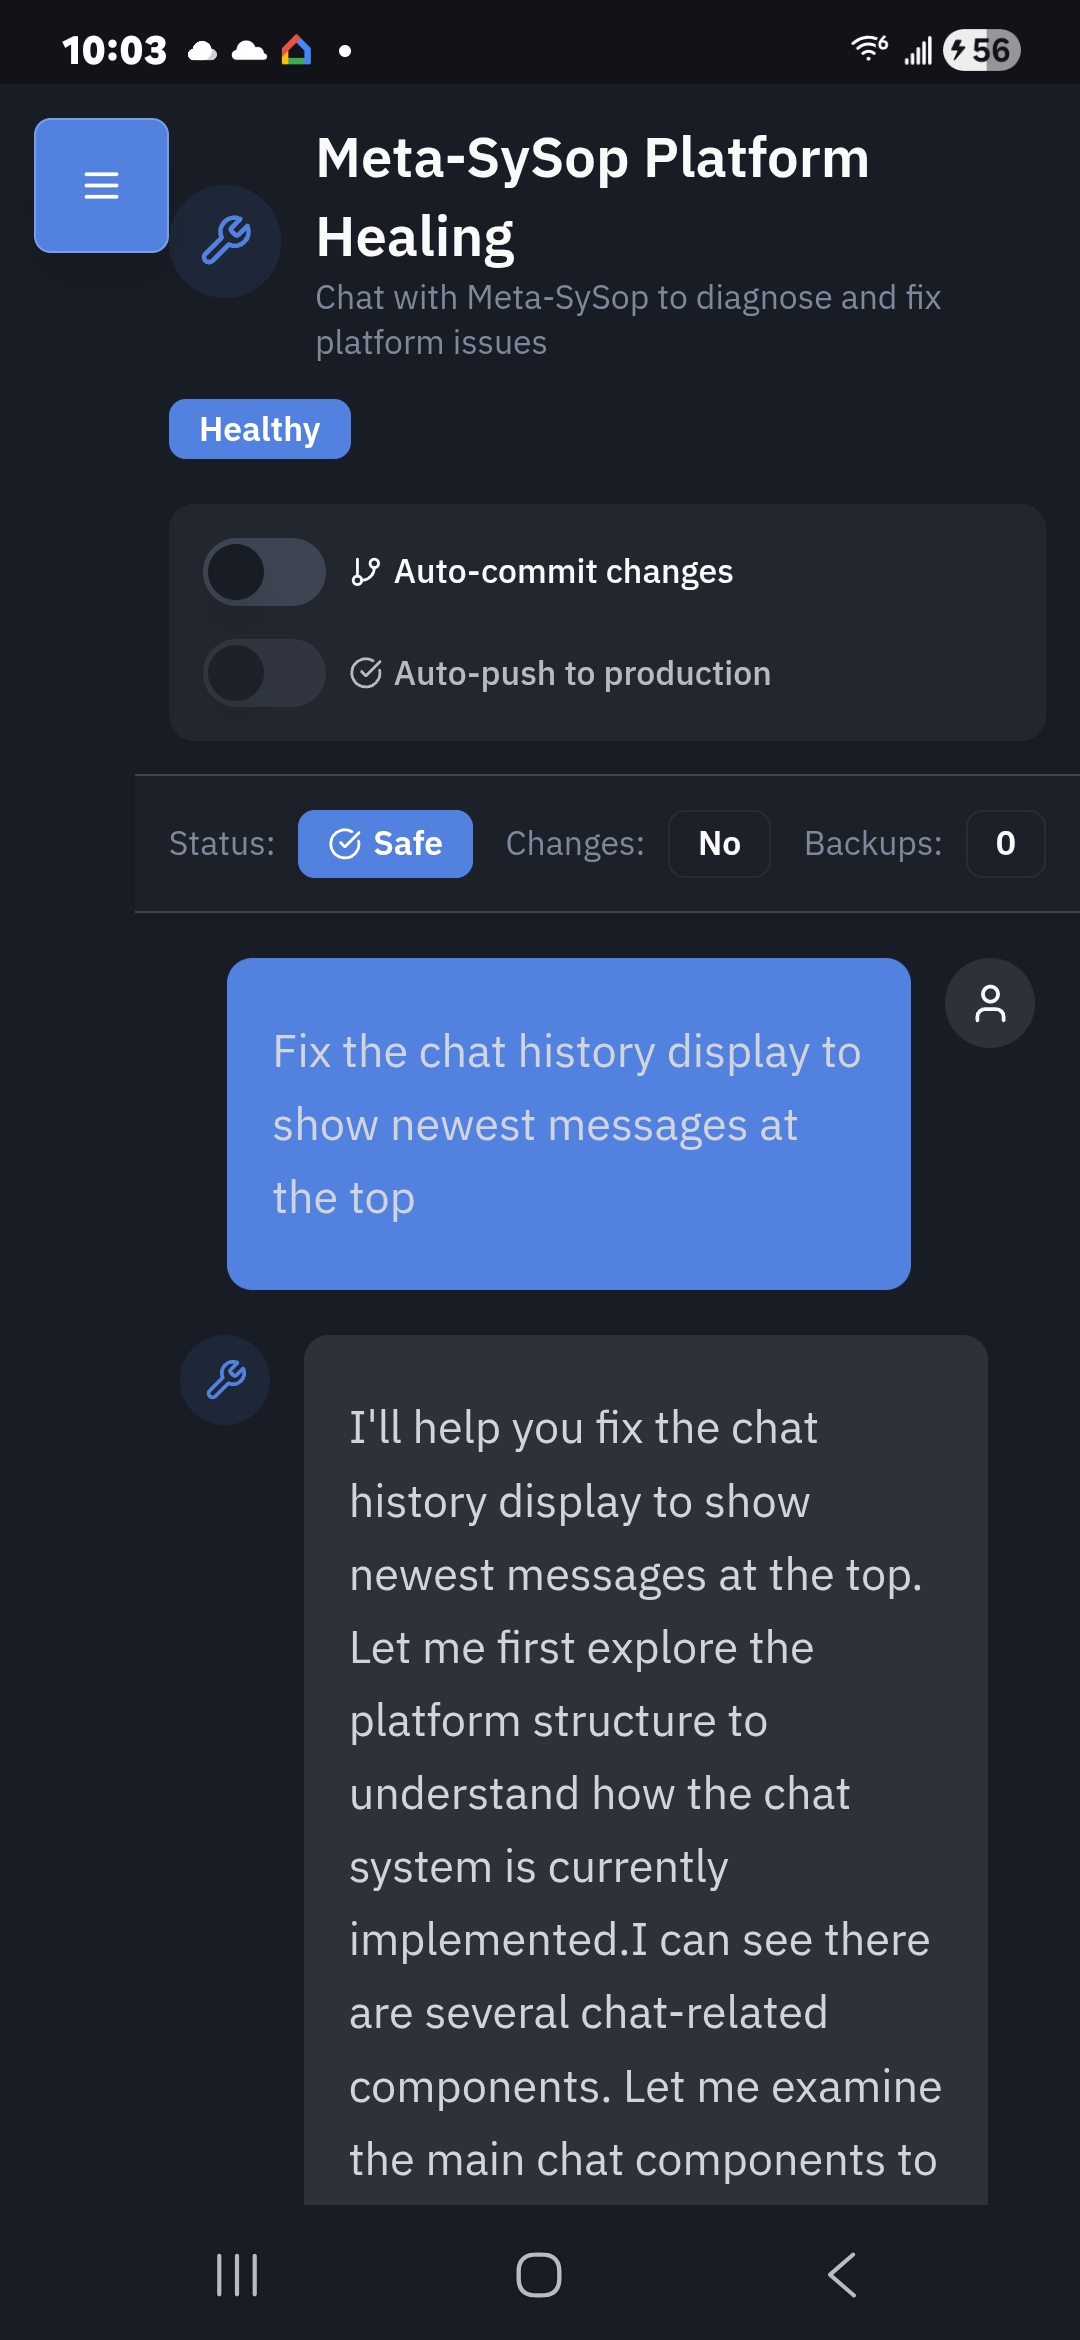 10:03
6
56
Meta-SySop Platform
Healing
Chat with Meta-SySop to diagnose and fix
platform issues
Healthy
Auto-commit changes
Auto-push to production
Status: Safe Changes: No Backups: 0
Fix the chat history display to
show newest messages at
the top
I'll help you fix the chat
history display to show
newest messages at the top.
Let me first explore the
platform structure to
understand how the chat
system is currently
implemented.I can see there
are several chat-related
components. Let me examine
the main chat components to